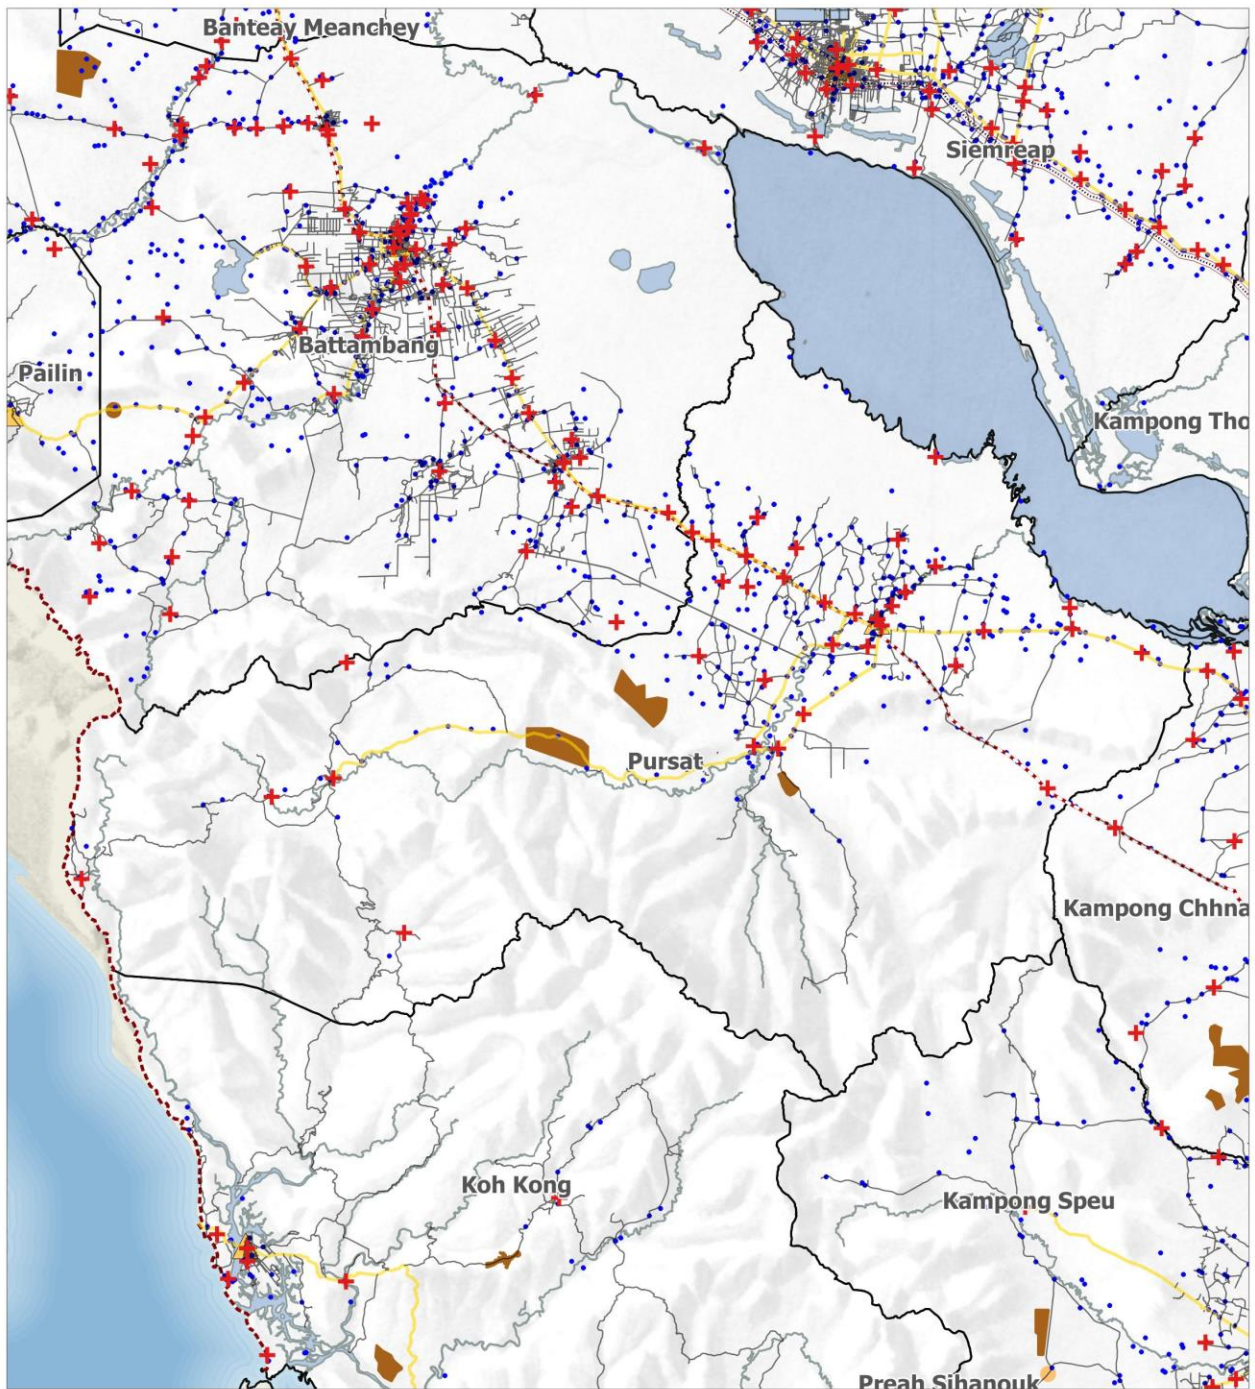 Banteay Meanchey
Siemreap
Battambang
Pailin
Kampong Tho
Pursat
Kampong Chhna
Koh Kong
Kampong Speu
Preah Sihanouk